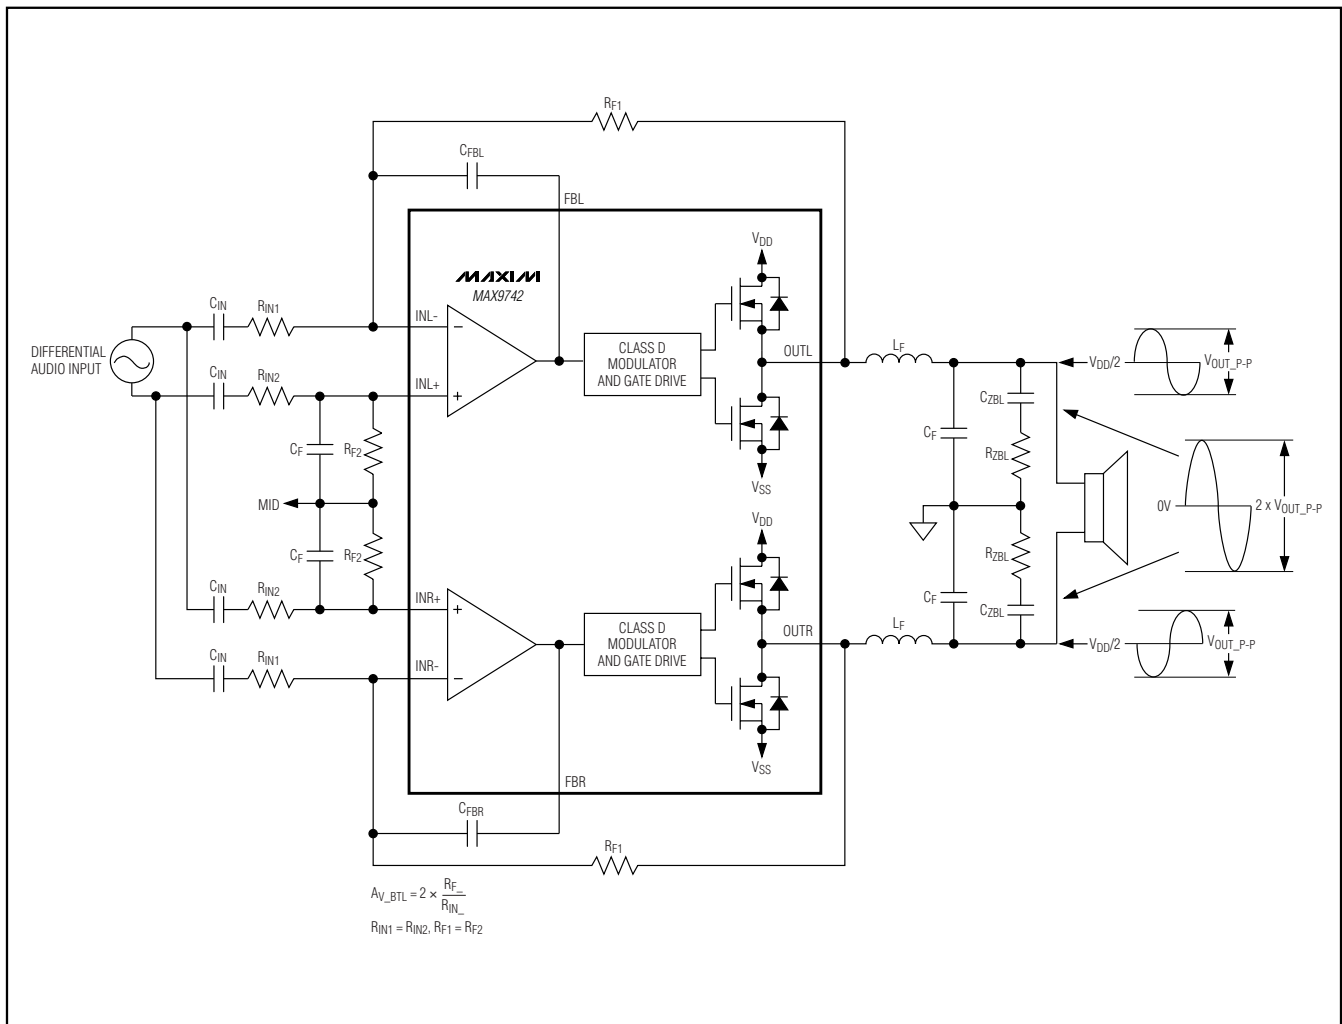 RF1
CFBL
FBL
VDD
MAXIM
MAX9742
CIN
RIN1
INL-
−
DIFFERENTIAL
AUDIO INPUT
CLASS D
MODULATOR
AND GATE DRIVE
OUTL
LF
VDD/2
VOUT_P-P
CIN
RIN2
INL+
+
CZBL
CF
RF2
CF
RZBL
VSS
MID
0V
2 x VOUT_P-P
VDD
CF
RF2
RZBL
CIN
RIN2
INR+
+
CF
CZBL
CLASS D
MODULATOR
AND GATE DRIVE
OUTR
LF
VDD/2
VOUT_P-P
CIN
RIN1
INR-
−
VSS
FBR
CFBR
RF1
AV_BTL = 2 × RF_
RIN_
RIN1 = RIN2, RF1 = RF2